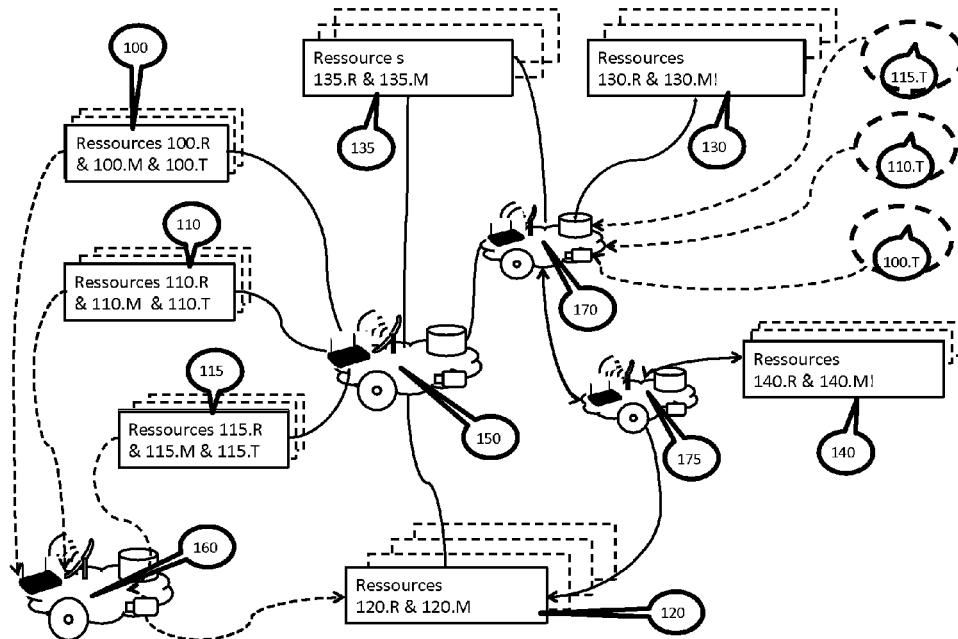 100
Ressource s
135.R & 135.M
Ressources
130.R & 130.M!
115.T
135
130
Ressources 100.R
& 100.M & 100.T
110.T
110
100.T
Ressources 110.R
& 110.M & 110.T
170
115
Ressources
140.R & 140.M!
Ressources 115.R
& 115.M & 115.T
150
175
140
160
Ressources
120.R & 120.M
120